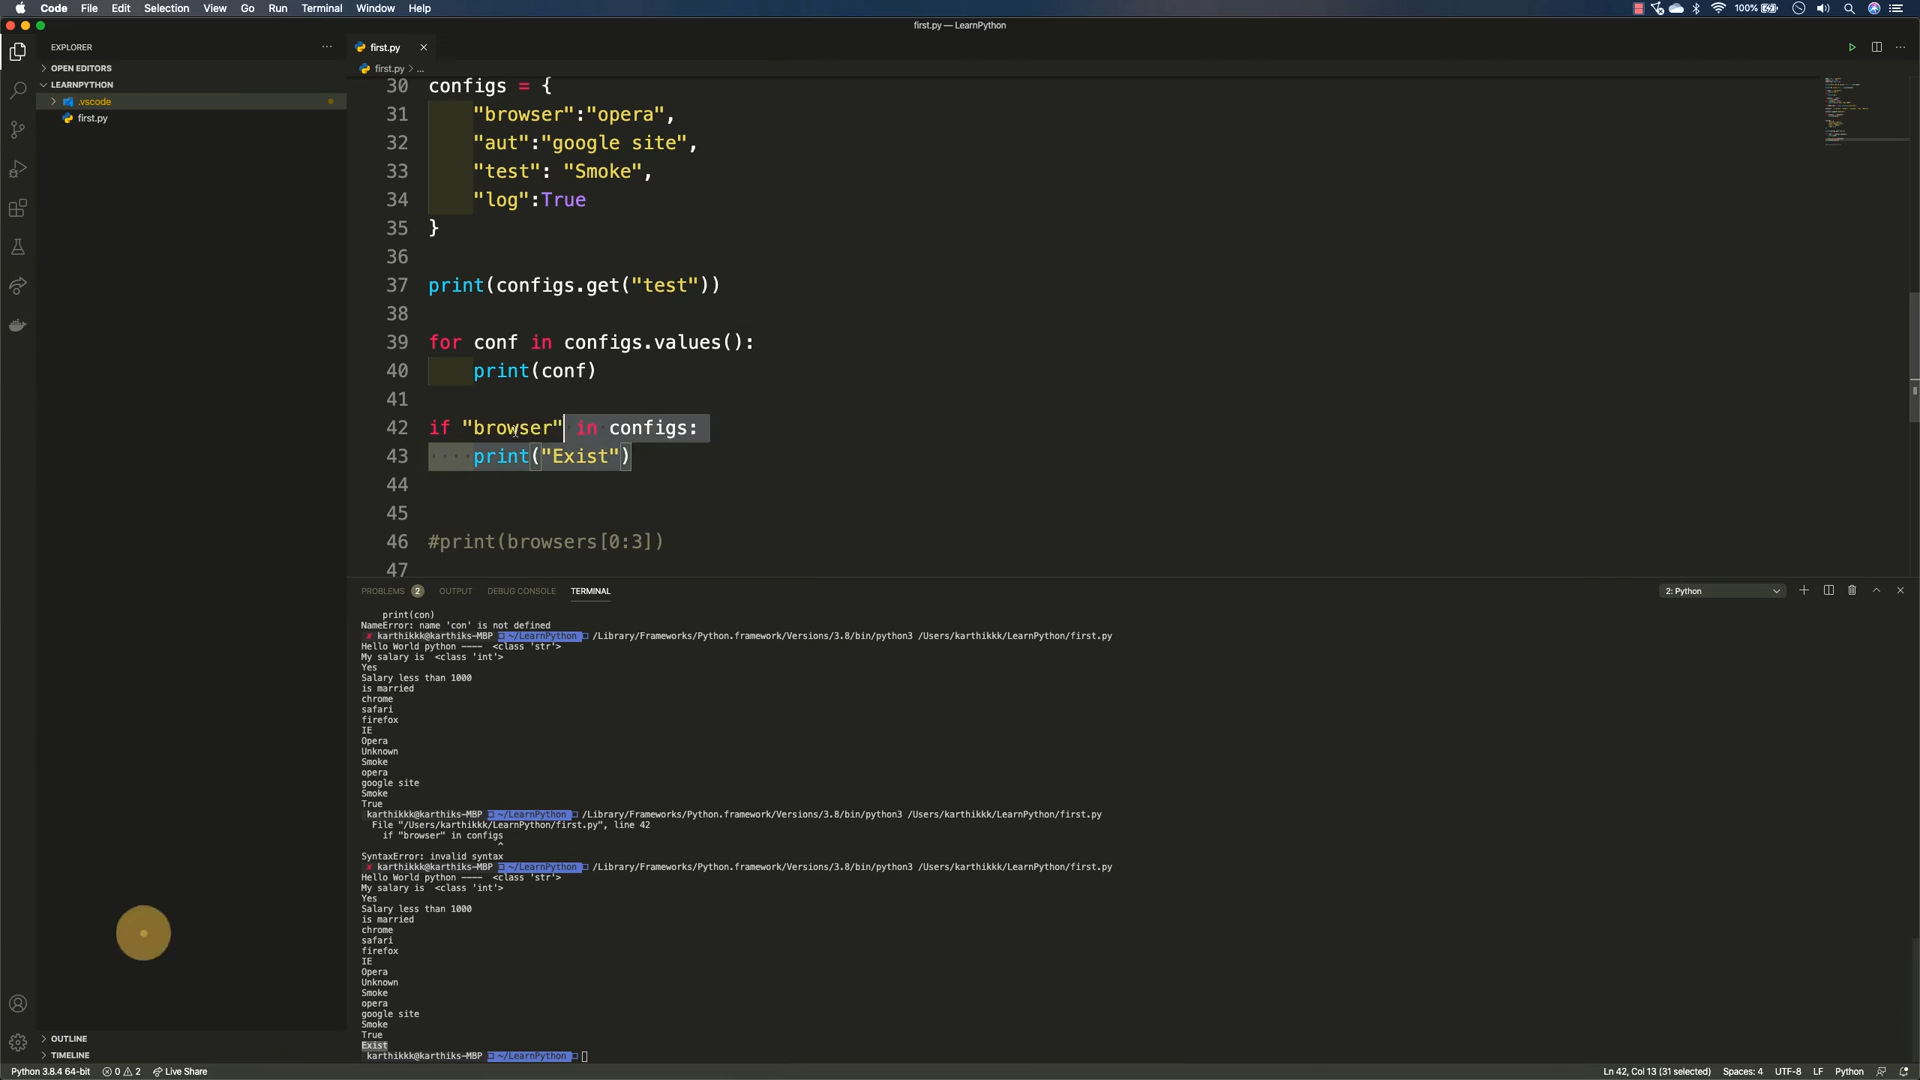 Code File Edit Selection View Go Run Terminal Window Help
100%
first.py — LearnPython
EXPLORER
OPEN EDITORS
LEARNPYTHON
.vscode
first.py
OUTLINE
TIMELINE
first.py
first.py > ...
30 configs = {
31 "browser":"opera",
32 "aut":"google site",
33 "test": "Smoke",
34 "log":True
35 }
36
37 print(configs.get("test"))
38
39 for conf in configs.values():
40 print(conf)
41
42 if "browser" in configs:
43 print("Exist")
44
45
46 #print(browsers[0:3])
47
PROBLEMS 2 OUTPUT DEBUG CONSOLE TERMINAL
2: Python
print(con)
NameError: name 'con' is not defined
✘ karthikkk@karthiks-MBP ~/LearnPython /Library/Frameworks/Python.framework/Versions/3.8/bin/python3 /Users/karthikkk/LearnPython/first.py
Hello World python ---- <class 'str'>
My salary is <class 'int'>
Yes
Salary less than 1000
is married
chrome
safari
firefox
IE
Opera
Unknown
Smoke
opera
google site
Smoke
True
karthikkk@karthiks-MBP ~/LearnPython /Library/Frameworks/Python.framework/Versions/3.8/bin/python3 /Users/karthikkk/LearnPython/first.py
File "/Users/karthikkk/LearnPython/first.py", line 42
if "browser" in configs
^
SyntaxError: invalid syntax
✘ karthikkk@karthiks-MBP ~/LearnPython /Library/Frameworks/Python.framework/Versions/3.8/bin/python3 /Users/karthikkk/LearnPython/first.py
Hello World python ---- <class 'str'>
My salary is <class 'int'>
Yes
Salary less than 1000
is married
chrome
safari
firefox
IE
Opera
Unknown
Smoke
opera
google site
Smoke
True
Exist
karthikkk@karthiks-MBP ~/LearnPython
Python 3.8.4 64-bit 0 2 Live Share
Ln 42, Col 13 (31 selected) Spaces: 4 UTF-8 LF Python